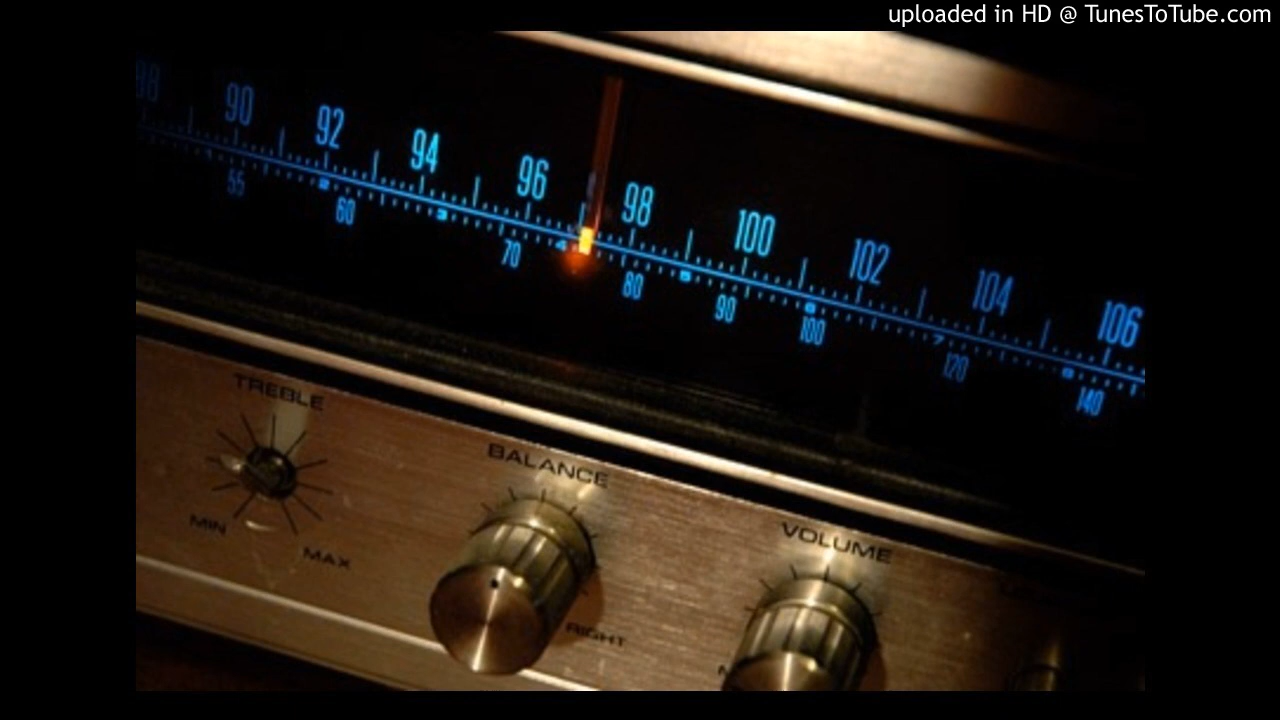 uploaded in HD @ TunesToTube.com
88 90 92 94 96 98 100 102 104 106
55 60 70 80 90 100 120 140
TREBLE
MIN
MAX
BALANCE
RIGHT
VOLUME